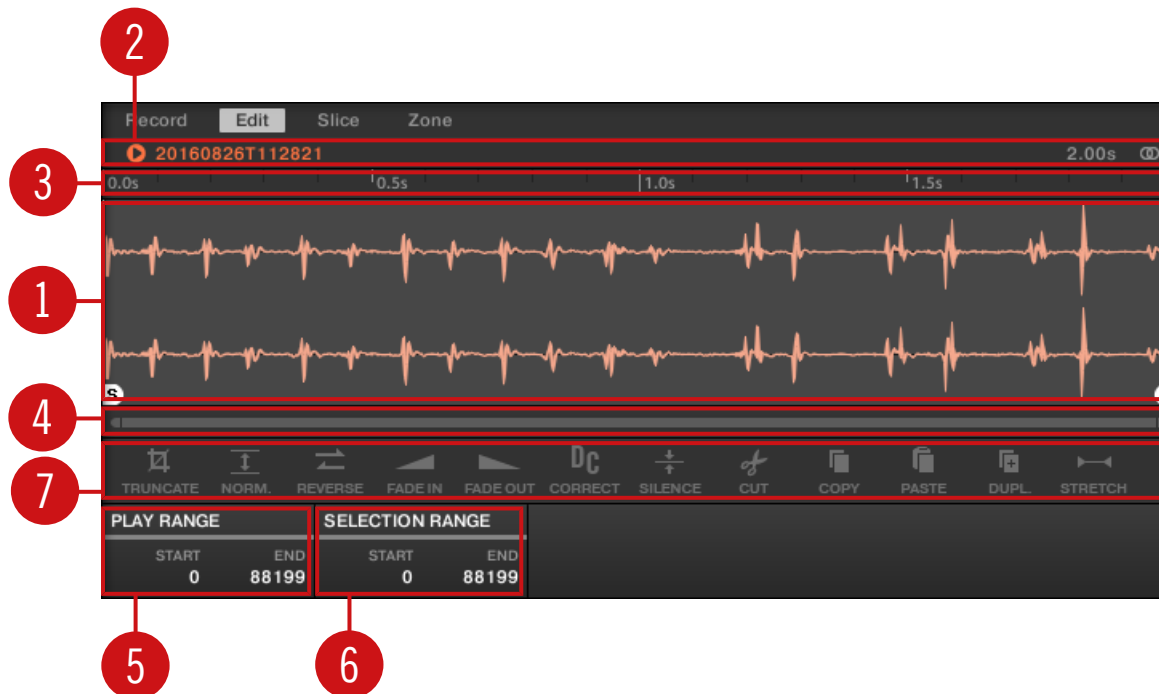 2
Record Edit Slice Zone
20160826T112821 2.00s
3
0.0s 0.5s 1.0s 1.5s
1
S
4
DC
7
TRUNCATE NORM. REVERSE FADE IN FADE OUT CORRECT SILENCE CUT COPY PASTE DUPL. STRETCH
PLAY RANGE SELECTION RANGE
START END START END
0 88199 0 88199
5 6